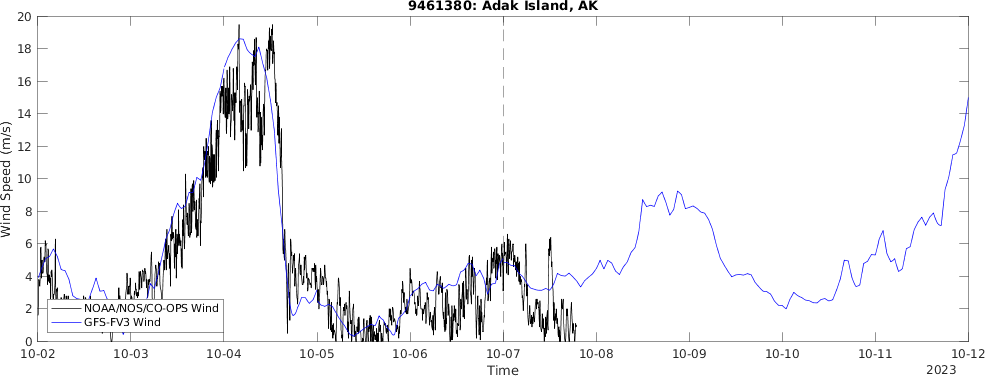 9461380: Adak Island, AK
20
18
16
14
12
10
8
6
4
2
0
Wind Speed (m/s)
NOAA/NOS/CO-OPS Wind
GFS-FV3 Wind
10-02 10-03 10-04 10-05 10-06 10-07 10-08 10-09 10-10 10-11 10-12
Time
2023